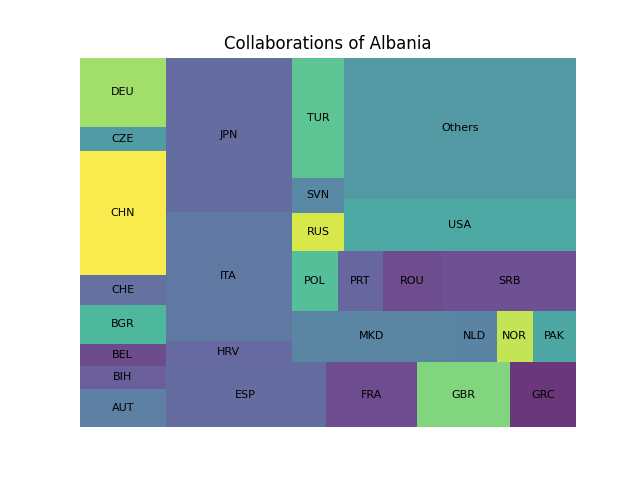 Collaborations of Albania
DEU
CZE
CHN
CHE
BGR
BEL
BIH
AUT
JPN
ITA
HRV
ESP
TUR
SVN
RUS
Others
USA
POL
PRT
ROU
SRB
MKD
NLD
NOR
PAK
FRA
GBR
GRC